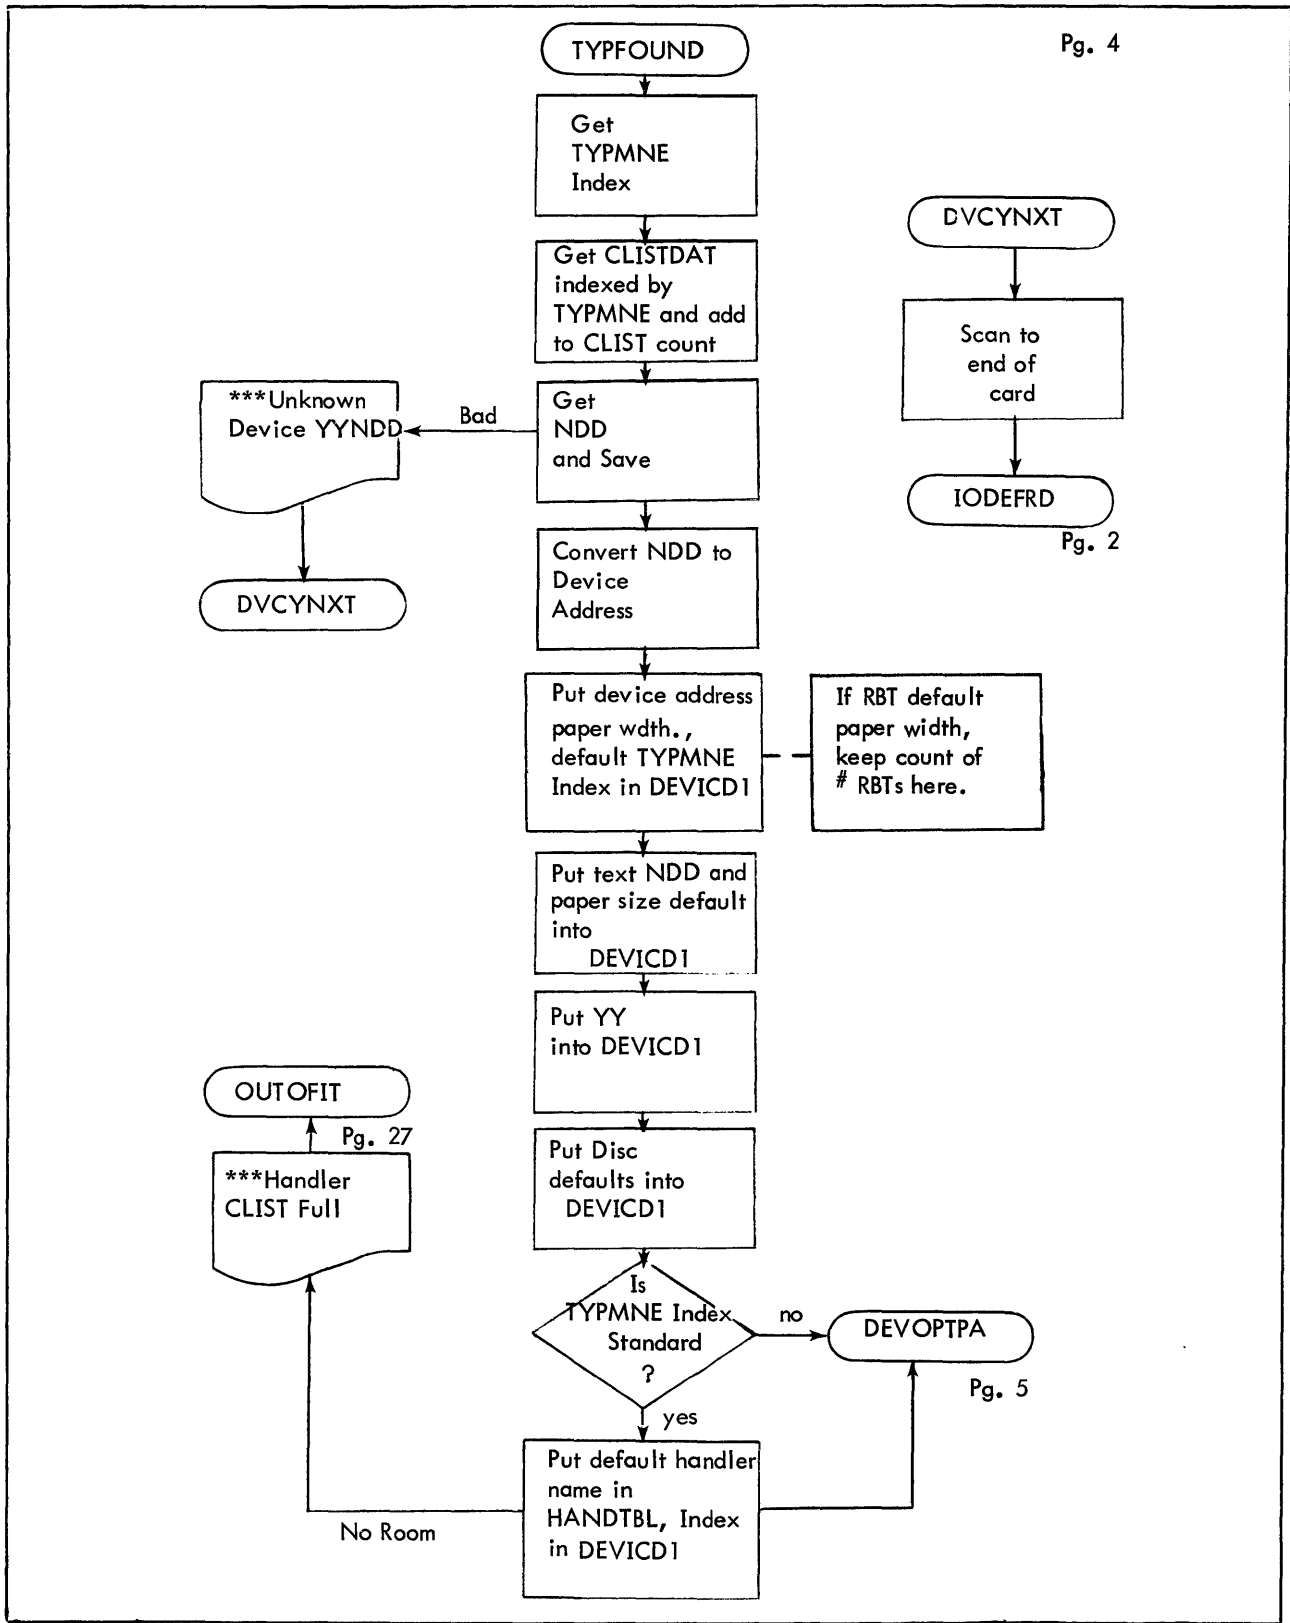 Pg. 4
TYPFOUND
Get
TYPMNE
Index
Get CLISTDAT
indexed by
TYPMNE and add
to CLIST count
Get
NDD
and Save
Bad
***Unknown
Device YYNDD
DVCYNXT
Convert NDD to
Device
Address
Put device address
paper wdth.,
default TYPMNE
Index in DEVICD1
If RBT default
paper width,
keep count of
# RBTs here.
Put text NDD and
paper size default
into
DEVICD1
Put YY
into DEVICD1
Put Disc
defaults into
DEVICD1
Is
TYPMNE Index
Standard
?
no
DEVOPTPA
Pg. 5
yes
Put default handler
name in
HANDTBL, Index
in DEVICD1
No Room
***Handler
CLIST Full
OUTOFIT
Pg. 27
DVCYNXT
Scan to
end of
card
IODEFRD
Pg. 2